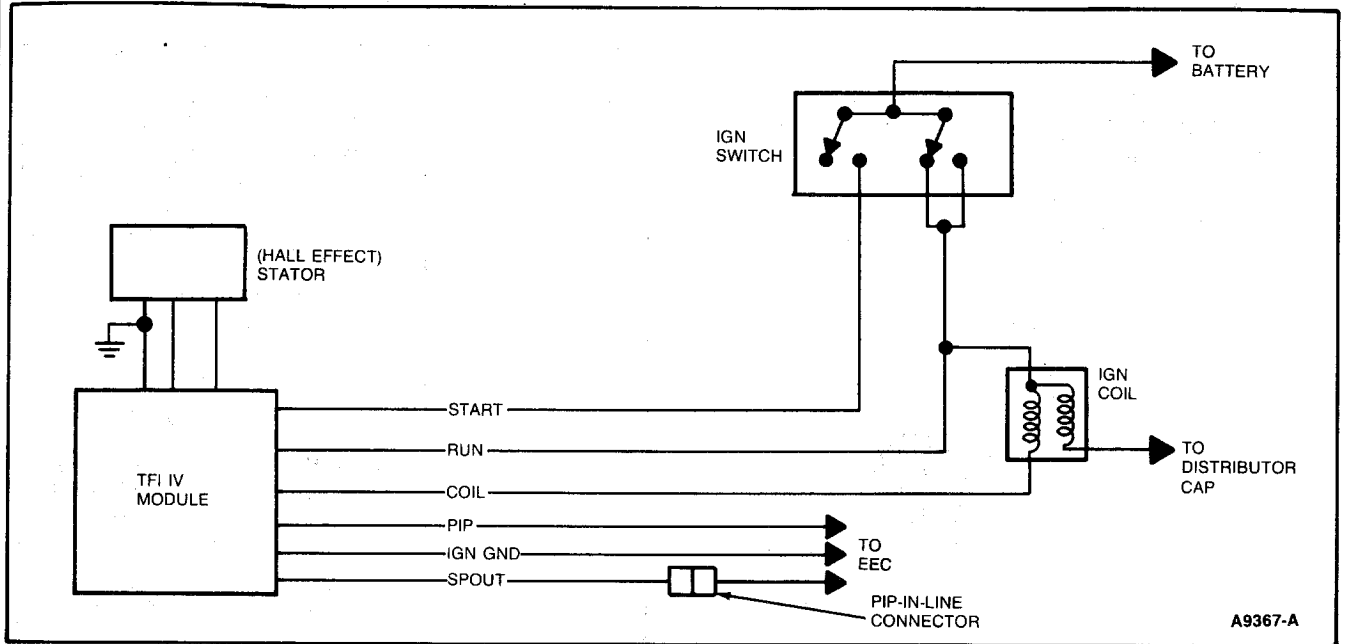 TO
BATTERY
IGN
SWITCH
(HALL EFFECT)
STATOR
IGN
COIL
START
RUN
TFI IV
MODULE
COIL
TO
DISTRIBUTOR
CAP
PIP
IGN GND
TO
EEC
SPOUT
PIP-IN-LINE
CONNECTOR
A9367-A